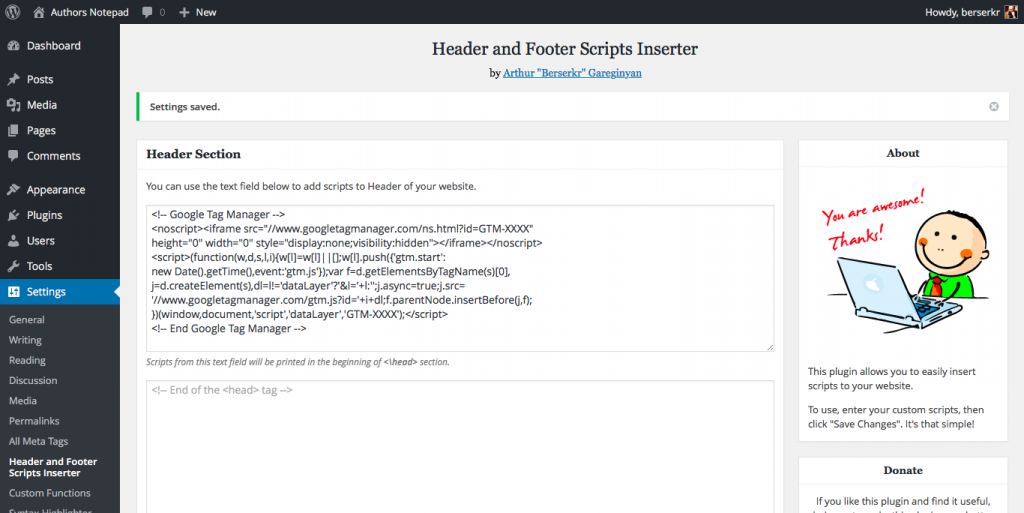 Authors Notepad
0
+ New
Howdy, berserkr
Dashboard
Posts
Media
Pages
Comments
Appearance
Plugins
Users
Tools
Settings
General
Writing
Reading
Discussion
Media
Permalinks
All Meta Tags
Header and Footer
Scripts Inserter
Custom Functions
Syntax Highlighter
Header and Footer Scripts Inserter
by Arthur "Berserkr" Gareginyan
Settings saved.
Header Section
You can use the text field below to add scripts to Header of your website.
<!-- Google Tag Manager -->
<noscript><iframe src="//www.googletagmanager.com/ns.html?id=GTM-XXXX"
height="0" width="0" style="display:none;visibility:hidden"></iframe></noscript>
<script>(function(w,d,s,l,i){w[l]=w[l]||[];w[l].push({'gtm.start':
new Date().getTime(),event:'gtm.js'});var f=d.getElementsByTagName(s)[0],
j=d.createElement(s),dl=l!='dataLayer'?'&l='+l:'';j.async=true;j.src=
'//www.googletagmanager.com/gtm.js?id='+i+dl;f.parentNode.insertBefore(j,f);
})(window,document,'script','dataLayer','GTM-XXXX');</script>
<!-- End Google Tag Manager -->
Scripts from this text field will be printed in the beginning of <\head> section.
<!-- End of the <head> tag -->
About
You are awesome!
Thanks!
This plugin allows you to easily insert
scripts to your website.
To use, enter your custom scripts, then
click "Save Changes". It's that simple!
Donate
If you like this plugin and find it useful,